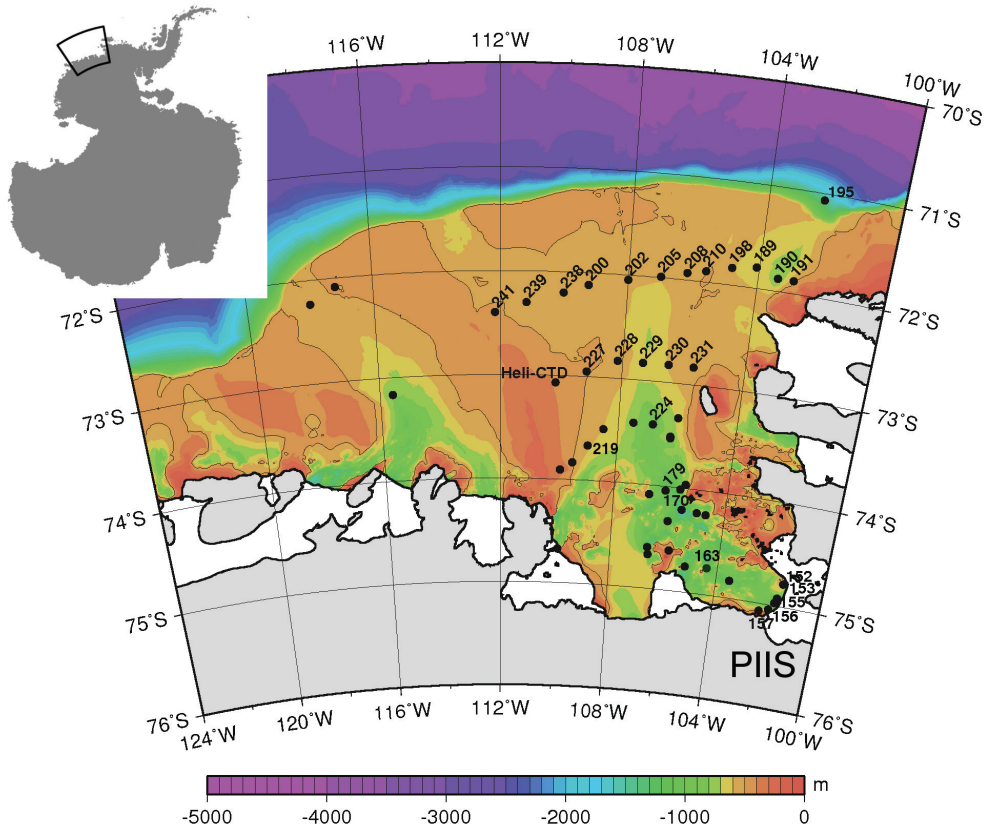 116˚W
112˚W
108˚W
104˚W
100˚W
70˚S
195
71˚S
241
239
238
200
202
205
208
210
198
189
190
191
72˚S
72˚S
Heli-CTD
227
228
229
230
231
73˚S
73˚S
224
219
179
170
74˚S
74˚S
163
152
153
155
156
157
75˚S
75˚S
PIIS
76˚S
76˚S
124˚W
120˚W
116˚W
112˚W
108˚W
104˚W
100˚W
m
-5000 -4000 -3000 -2000 -1000 0